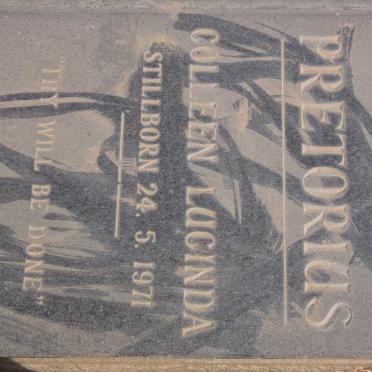 PRETORIUS
COLLEEN LUCINDA
STILLBORN 24. 5. 1971
"THY WILL BE DONE"